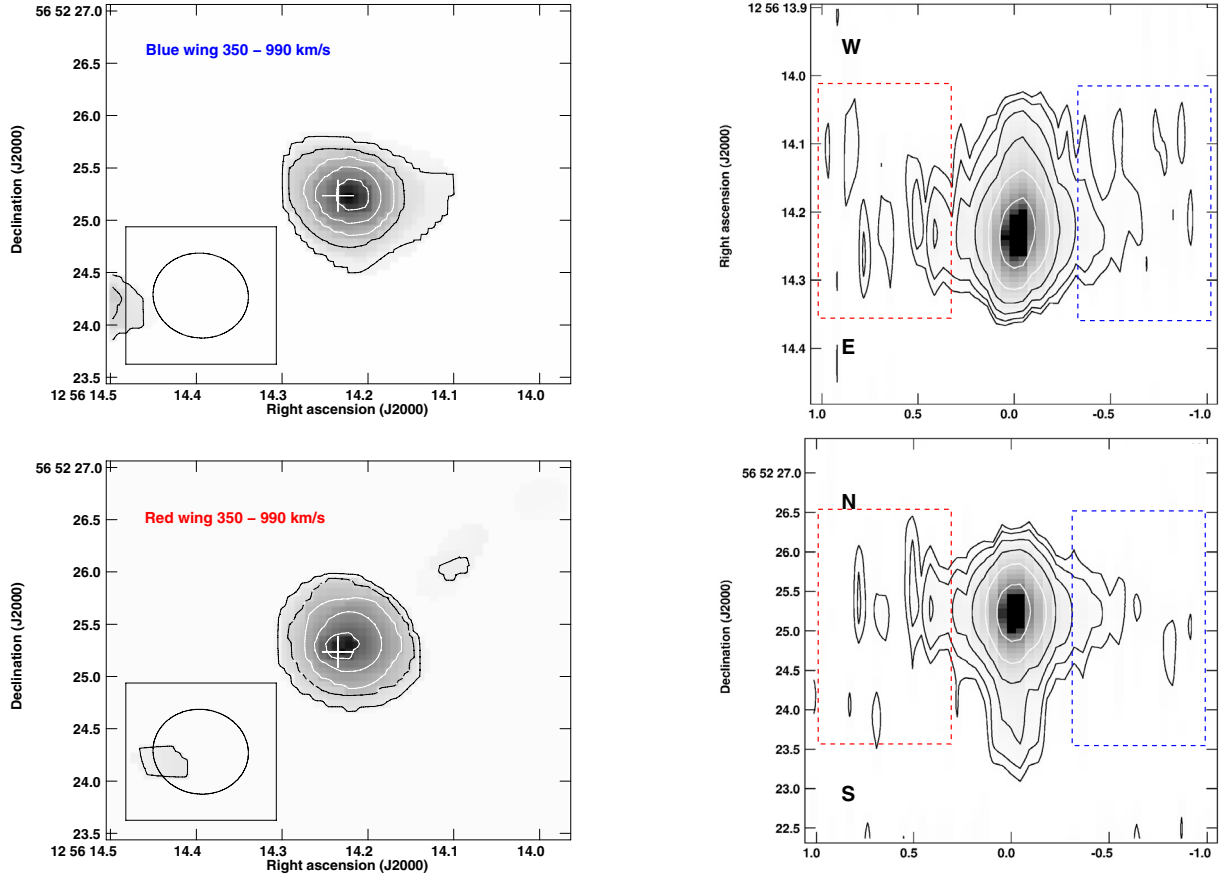 56 52 27.0
Blue wing 350 – 990 km/s
26.5
26.0
25.5
25.0
24.5
24.0
23.5
Declination (J2000)
12 56 14.5 14.4 14.3 14.2 14.1 14.0
Right ascension (J2000)
12 56 13.9
W
14.0
14.1
14.2
14.3
14.4
E
Right ascension (J2000)
1.0 0.5 0.0 -0.5 -1.0
56 52 27.0
Red wing 350 – 990 km/s
26.5
26.0
25.5
25.0
24.5
24.0
23.5
Declination (J2000)
12 56 14.5 14.4 14.3 14.2 14.1 14.0
Right ascension (J2000)
56 52 27.0
N
26.5
26.0
25.5
25.0
24.5
24.0
23.5
23.0
22.5
S
Declination (J2000)
1.0 0.5 0.0 -0.5 -1.0